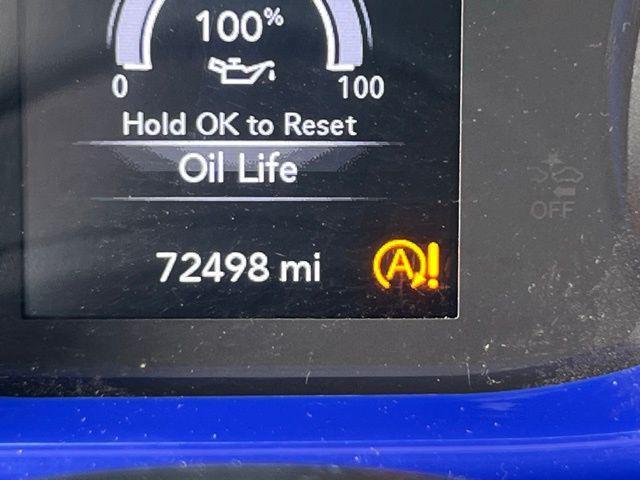 100%
0 100
Hold OK to Reset
Oil Life
72498 mi A!
OFF